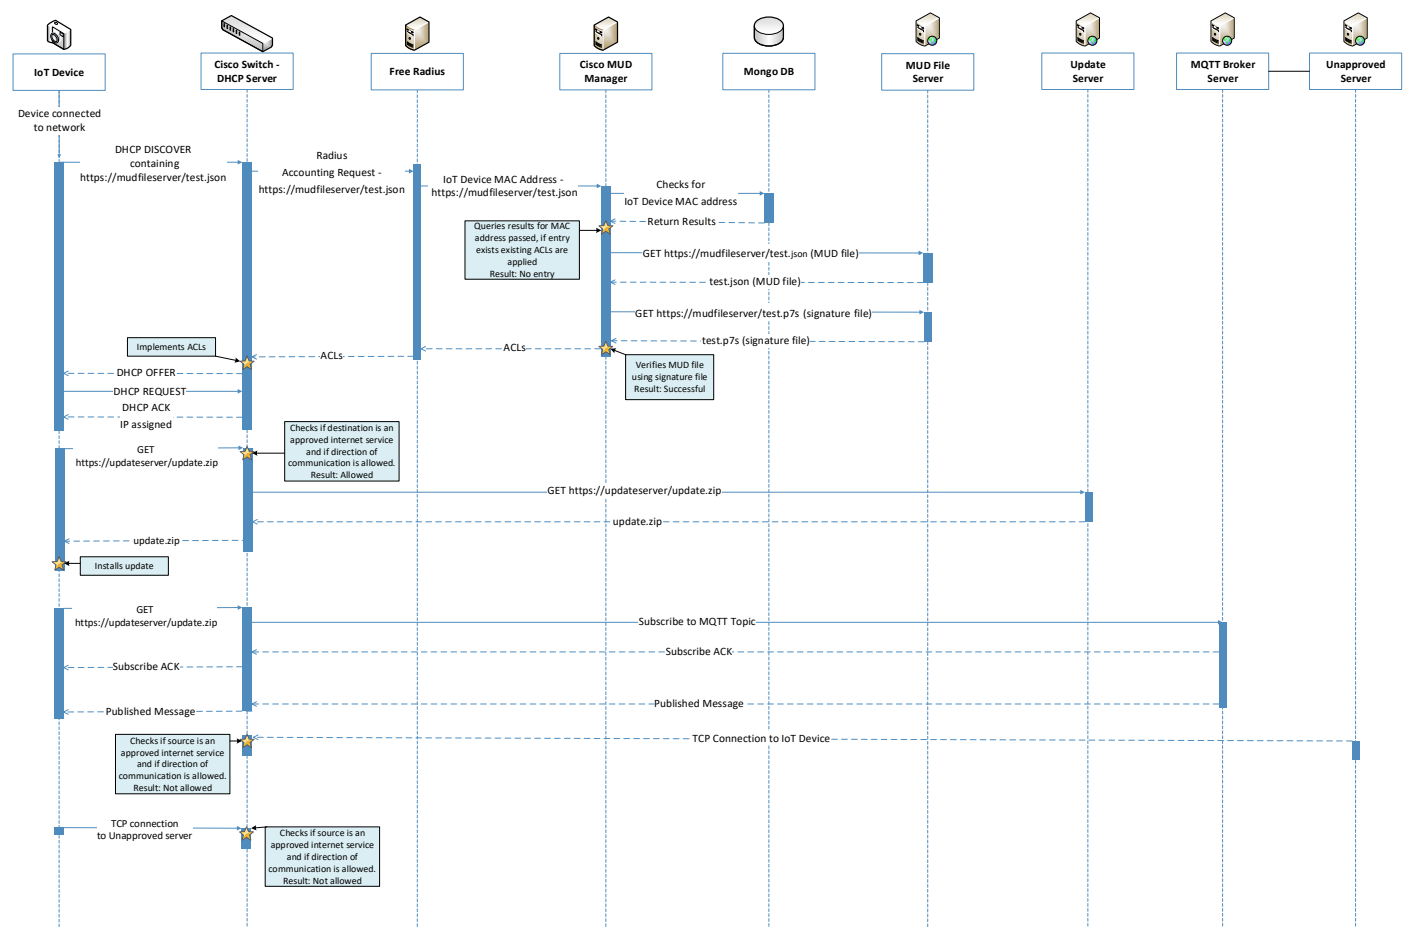 IoT Device
Cisco Switch -
DHCP Server
Free Radius
Cisco MUD
Manager
Mongo DB
MUD File
Server
Update
Server
MQTT Broker
Server
Unapproved
Server
Device connected
to network
DHCP DISCOVER
containing
https://mudfileserver/test.json
Radius
Accounting Request -
https://mudfileserver/test.json
IoT Device MAC Address -
https://mudfileserver/test.json
Checks for
IoT Device MAC address
Return Results
Queries results for MAC
address passed, if entry
exists existing ACLs are
applied
Result: No entry
GET https://mudfileserver/test.json (MUD file)
test.json (MUD file)
GET https://mudfileserver/test.p7s (signature file)
test.p7s (signature file)
ACLs
ACLs
Implements ACLs
Verifies MUD file
using signature file
Result: Successful
DHCP OFFER
DHCP REQUEST
DHCP ACK
IP assigned
Checks if destination is an
approved internet service
and if direction of
communication is allowed.
Result: Allowed
GET
https://updateserver/update.zip
GET https://updateserver/update.zip
update.zip
update.zip
Installs update
GET
https://updateserver/update.zip
Subscribe to MQTT Topic
Subscribe ACK
Subscribe ACK
Published Message
Published Message
TCP Connection to IoT Device
Checks if source is an
approved internet service
and if direction of
communication is allowed.
Result: Not allowed
TCP connection
to Unapproved server
Checks if source is an
approved internet service
and if direction of
communication is allowed.
Result: Not allowed